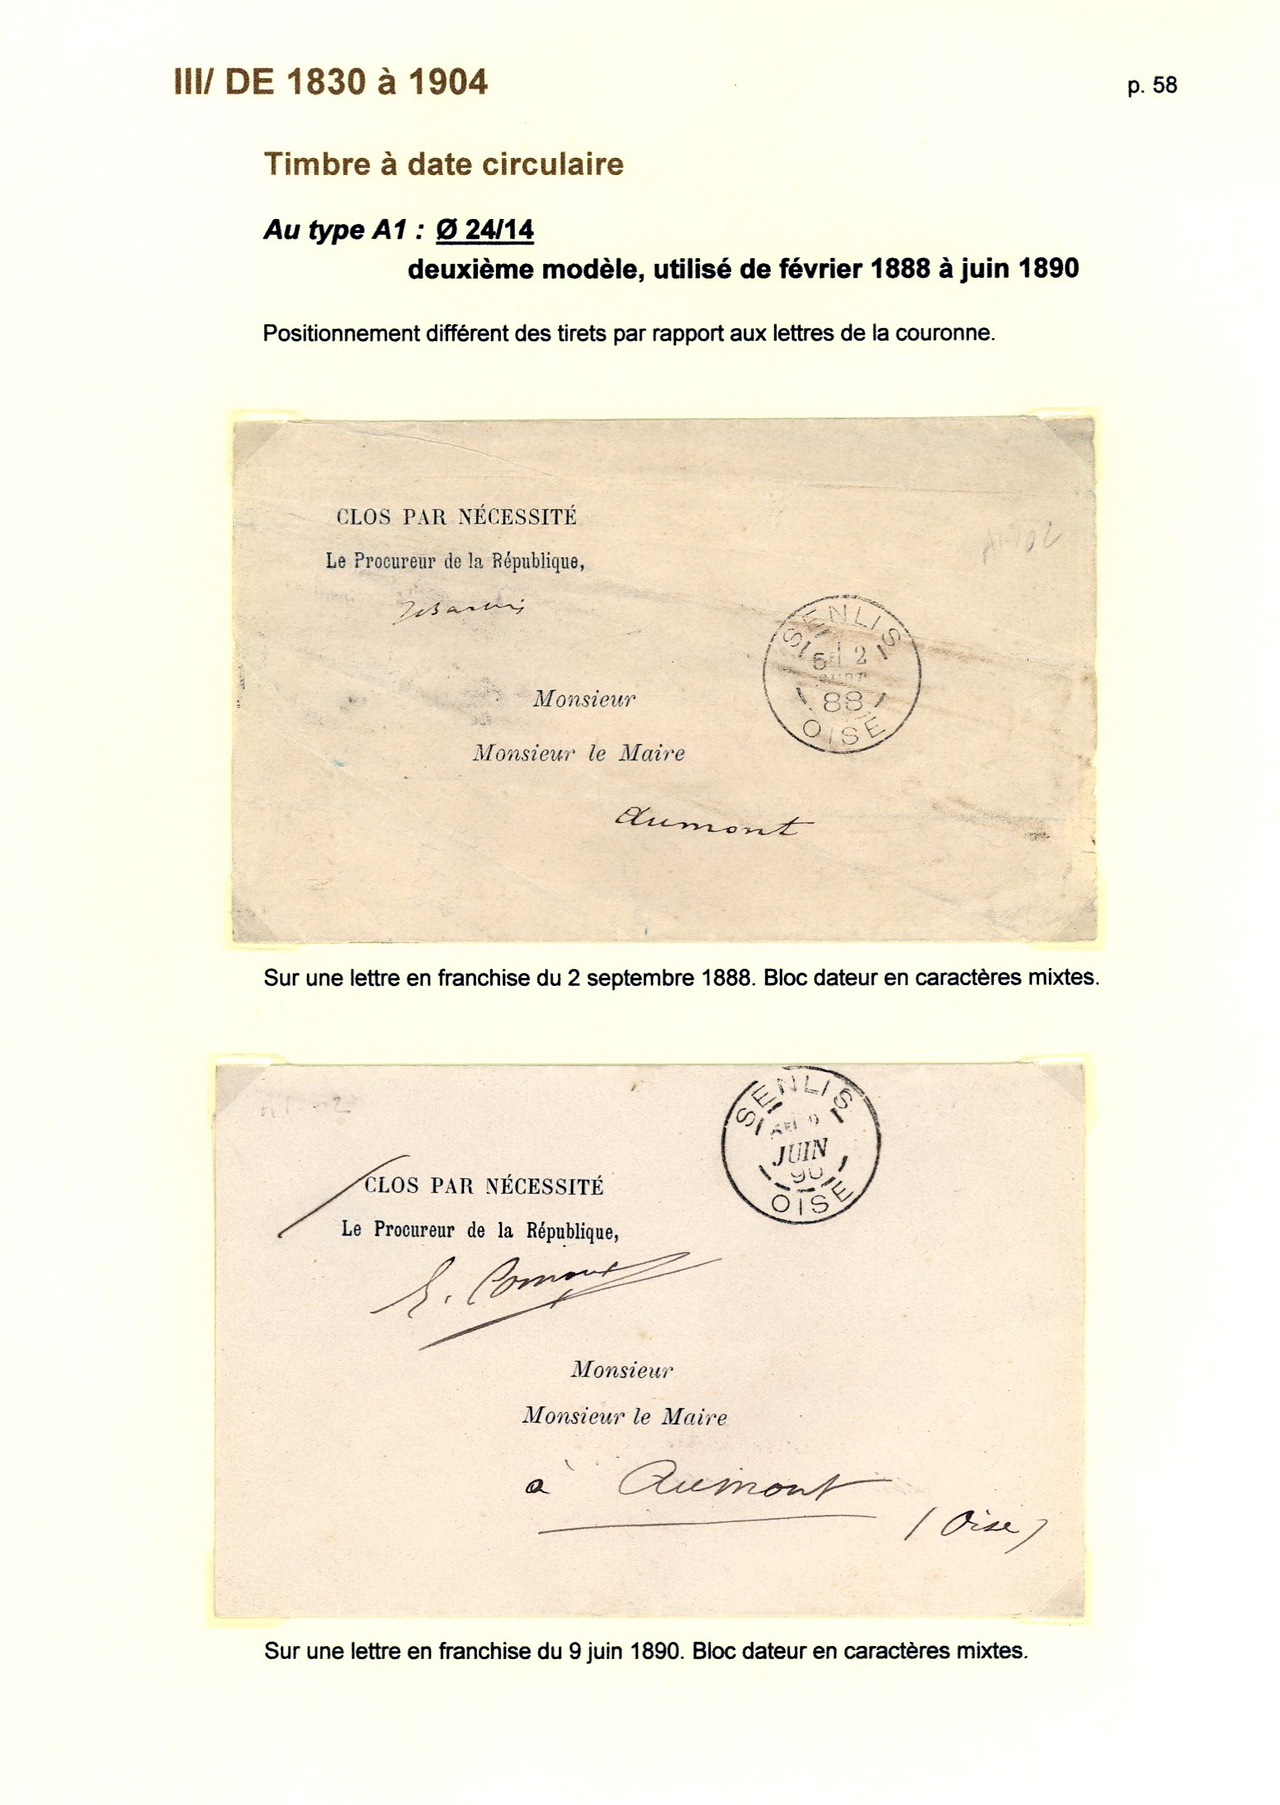 III/ DE 1830 à 1904
p. 58
Timbre à date circulaire
Au type A1 : Ø 24/14
deuxième modèle, utilisé de février 1888 à juin 1890
Positionnement différent des tirets par rapport aux lettres de la couronne.
CLOS PAR NÉCESSITÉ
Le Procureur de la République,
SENLIS
2
88
OISE
Monsieur
Monsieur le Maire
Aumont
Sur une lettre en franchise du 2 septembre 1888. Bloc dateur en caractères mixtes.
SENLIS
9
JUIN
90
OISE
CLOS PAR NÉCESSITÉ
Le Procureur de la République,
Monsieur
Monsieur le Maire
à Aumont
(Oise)
Sur une lettre en franchise du 9 juin 1890. Bloc dateur en caractères mixtes.